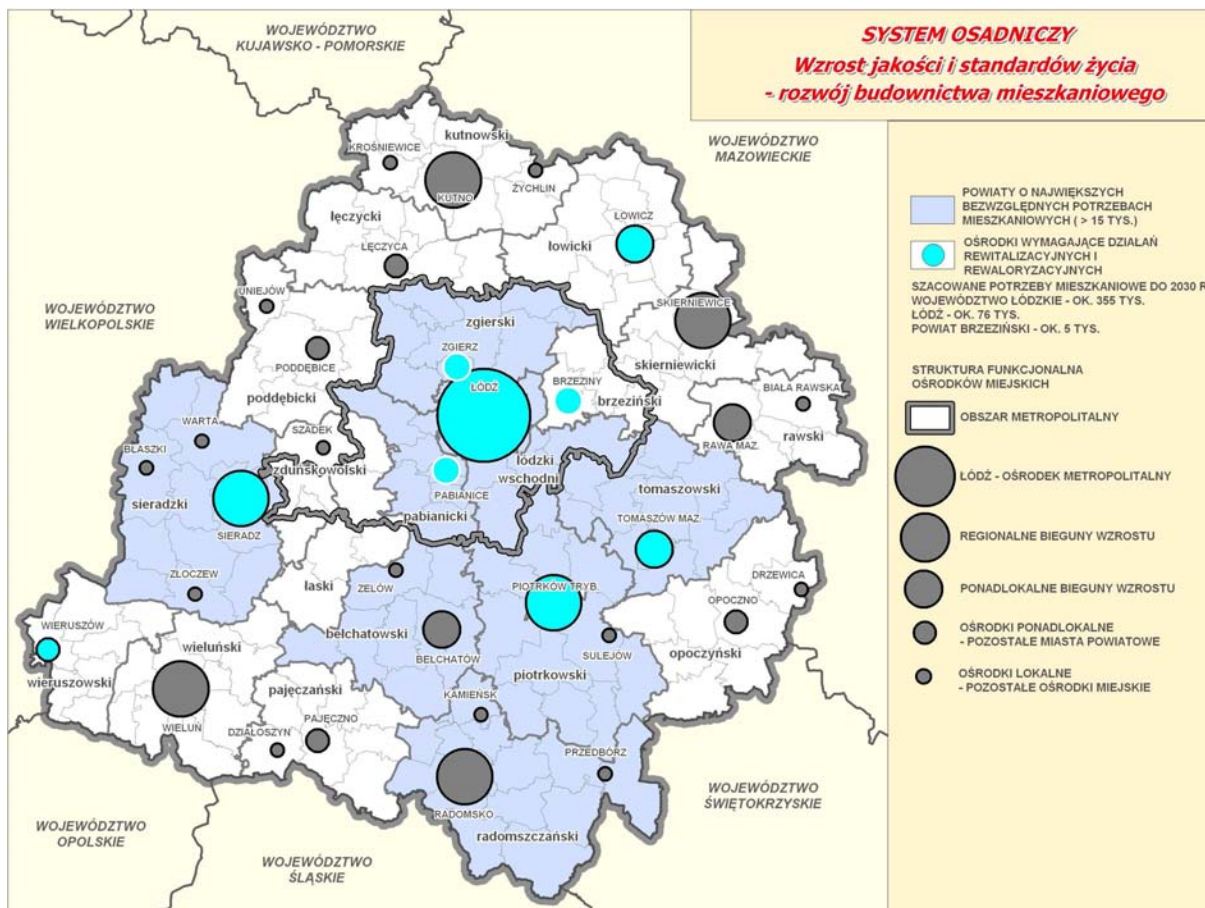 SYSTEM OSADNICZY
Wzrost jakości i standardów życia
- rozwój budownictwa mieszkaniowego
WOJEWÓDZTWO
KUJAWSKO - POMORSKIE
WOJEWÓDZTWO
MAZOWIECKIE
WOJEWÓDZTWO
WIELKOPOLSKIE
WOJEWÓDZTWO
OPOLSKIE
WOJEWÓDZTWO
ŚLĄSKIE
WOJEWÓDZTWO
ŚWIĘTOKRZYSKIE
kutnowski
KROŚNIEWICE
KUTNO
ŻYCHLIN
łęczycki
ŁĘCZYCA
łowicki
ŁOWICZ
UNIEJÓW
PODDĘBICE
poddębicki
zgierski
ZGIERZ
ŁÓDŹ
BRZEZINY
brzeziński
SKIERNIEWICE
skierniewicki
BIAŁA RAWSKA
RAWA MAZ.
rawski
WARTA
BŁASZKI
sieradzki
SIERADZ
ZŁOCZEW
SZADEK
zduńskowolski
PABIANICE
pabianicki
łódzki
wschodni
tomaszowski
TOMASZÓW MAZ.
łaski
ZELÓW
bełchatowski
BEŁCHATÓW
PIOTRKÓW TRYB.
SULEJÓW
piotrkowski
DRZEWICA
OPOCZNO
opoczyński
WIERUSZÓW
wieruszowski
wieluński
WIELUŃ
pajęczański
PAJĘCZNO
DZIAŁOSZYN
KAMIEŃSK
RADOMSKO
radomszczański
PRZEDBÓRZ
POWIATY O NAJWIĘKSZYCH
BEZWZGLĘDNYCH POTRZEBACH
MIESZKANIOWYCH ( > 15 TYS.)
OŚRODKI WYMAGAJĄCE DZIAŁAŃ
REWITALIZACYJNYCH I
REWALORYZACYJNYCH
SZACOWANE POTRZEBY MIESZKANIOWE DO 2030 R
WOJEWÓDZTWO ŁÓDZKIE - OK. 355 TYS.
ŁÓDŹ - OK. 76 TYS.
POWIAT BRZEZIŃSKI - OK. 5 TYS.
STRUKTURA FUNKCJONALNA
OŚRODKÓW MIEJSKICH
OBSZAR METROPOLITALNY
ŁÓDŹ - OŚRODEK METROPOLITALNY
REGIONALNE BIEGUNY WZROSTU
PONADLOKALNE BIEGUNY WZROSTU
OŚRODKI PONADLOKALNE
- POZOSTAŁE MIASTA POWIATOWE
OŚRODKI LOKALNE
- POZOSTAŁE OŚRODKI MIEJSKIE